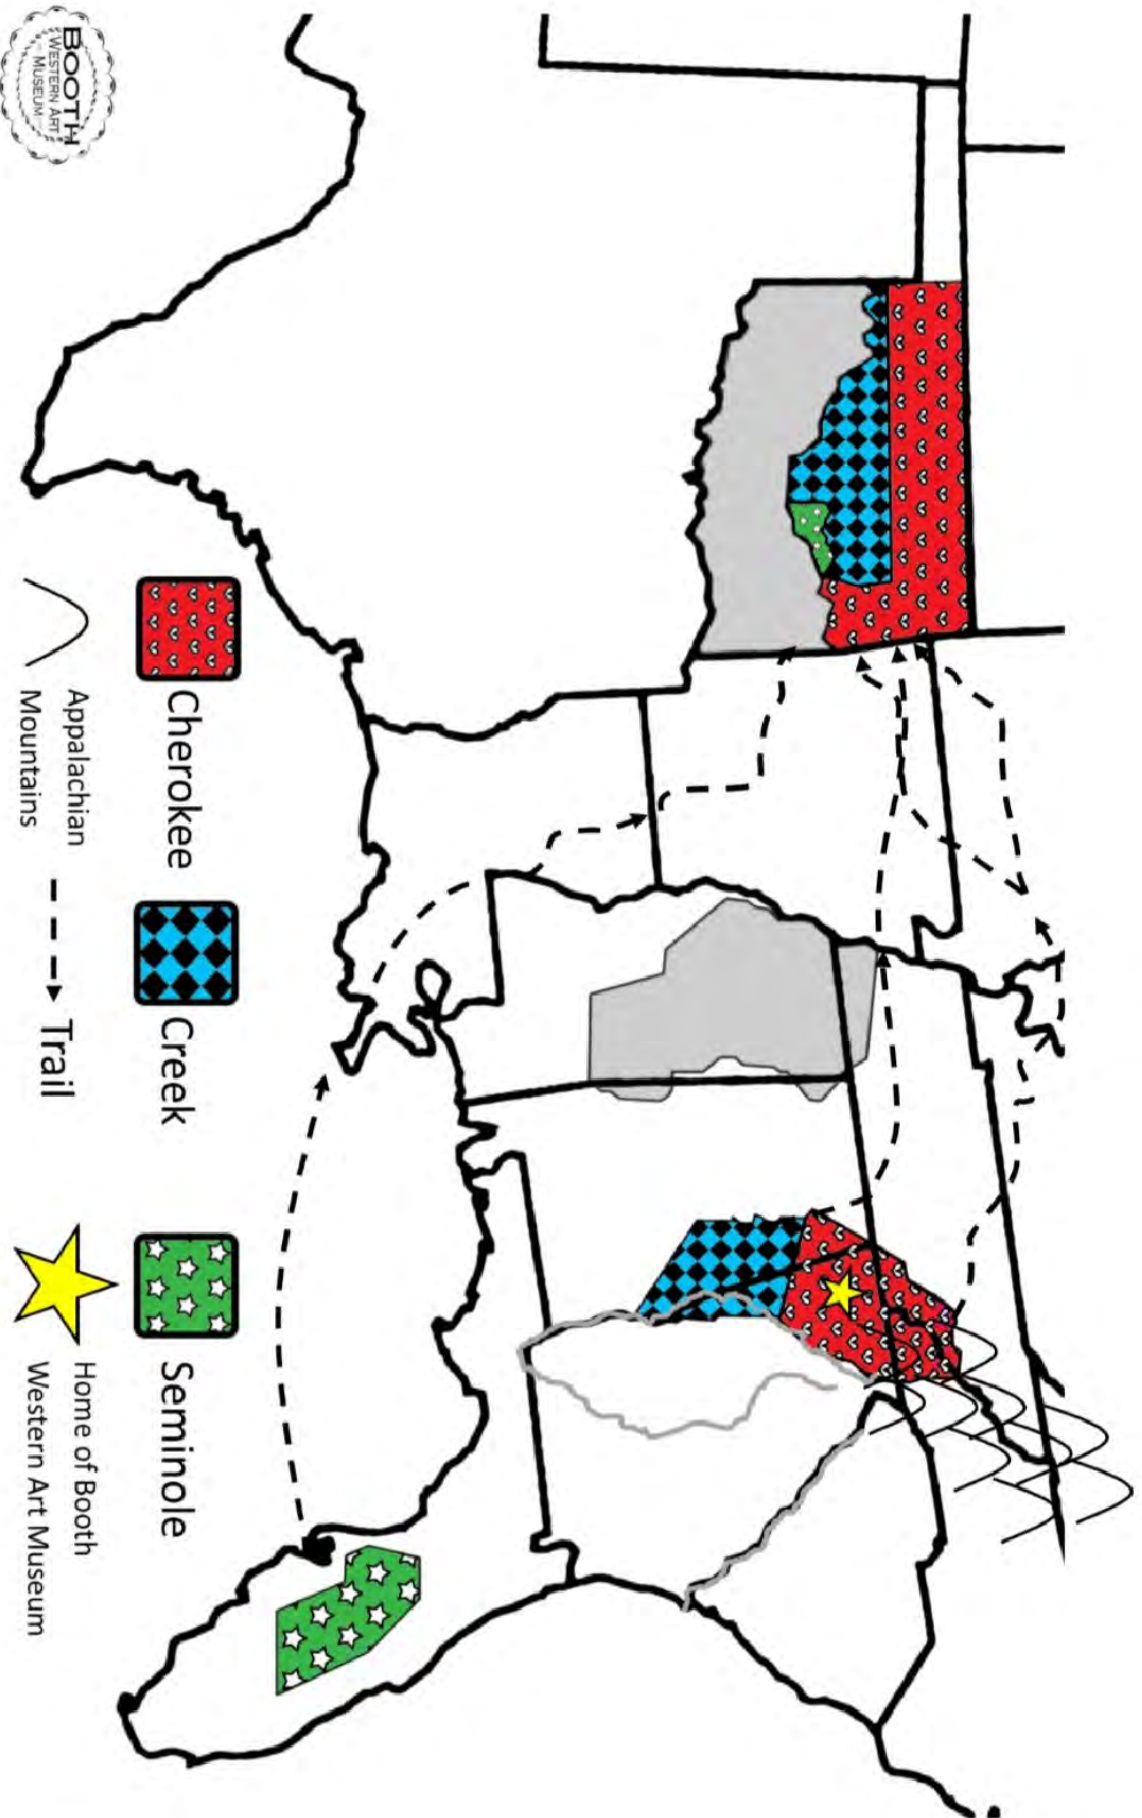 Cherokee
Creek
Seminole
Appalachian
Mountains
Trail
Home of Booth
Western Art Museum
BOOTH
WESTERN ART
MUSEUM